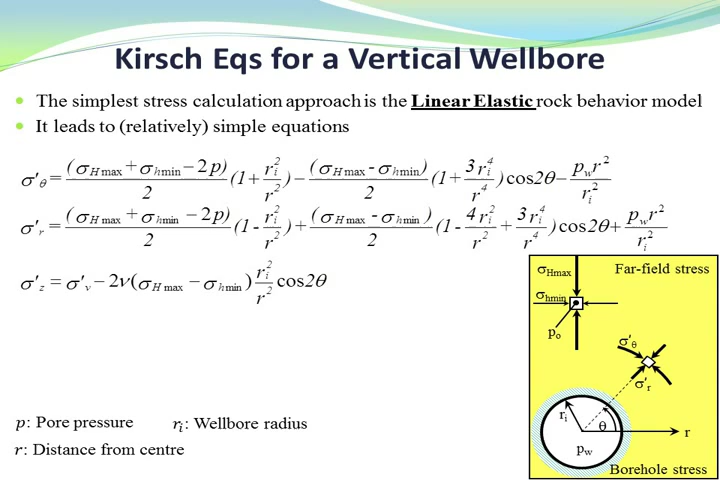 Kirsch Eqs for a Vertical Wellbore
The simplest stress calculation approach is the Linear Elastic rock behavior model
It leads to (relatively) simple equations
σ'θ = (σHmax + σhmin − 2p)/2 (1 + ri²/r²) − (σHmax - σhmin)/2 (1 + 3ri⁴/r⁴) cos2θ − pw r²/ri²
σ'r = (σHmax + σhmin − 2p)/2 (1 - ri²/r²) + (σHmax - σhmin)/2 (1 - 4ri²/r² + 3ri⁴/r⁴) cos2θ + pw r²/ri²
σ'z = σ'v − 2ν(σHmax − σhmin) ri²/r² cos2θ
σHmax
Far-field stress
σhmin
po
σ'θ
σ'r
ri
θ
r
pw
Borehole stress
p: Pore pressure
ri: Wellbore radius
r: Distance from centre